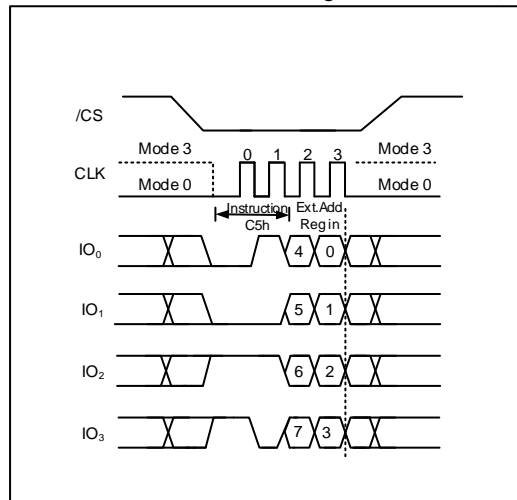 /CS
Mode 3 0 1 2 3 Mode 3
CLK
Mode 0 Mode 0
Instruction Ext.Add
C5h Reg in
IO0 4 0
IO1 5 1
IO2 6 2
IO3 7 3